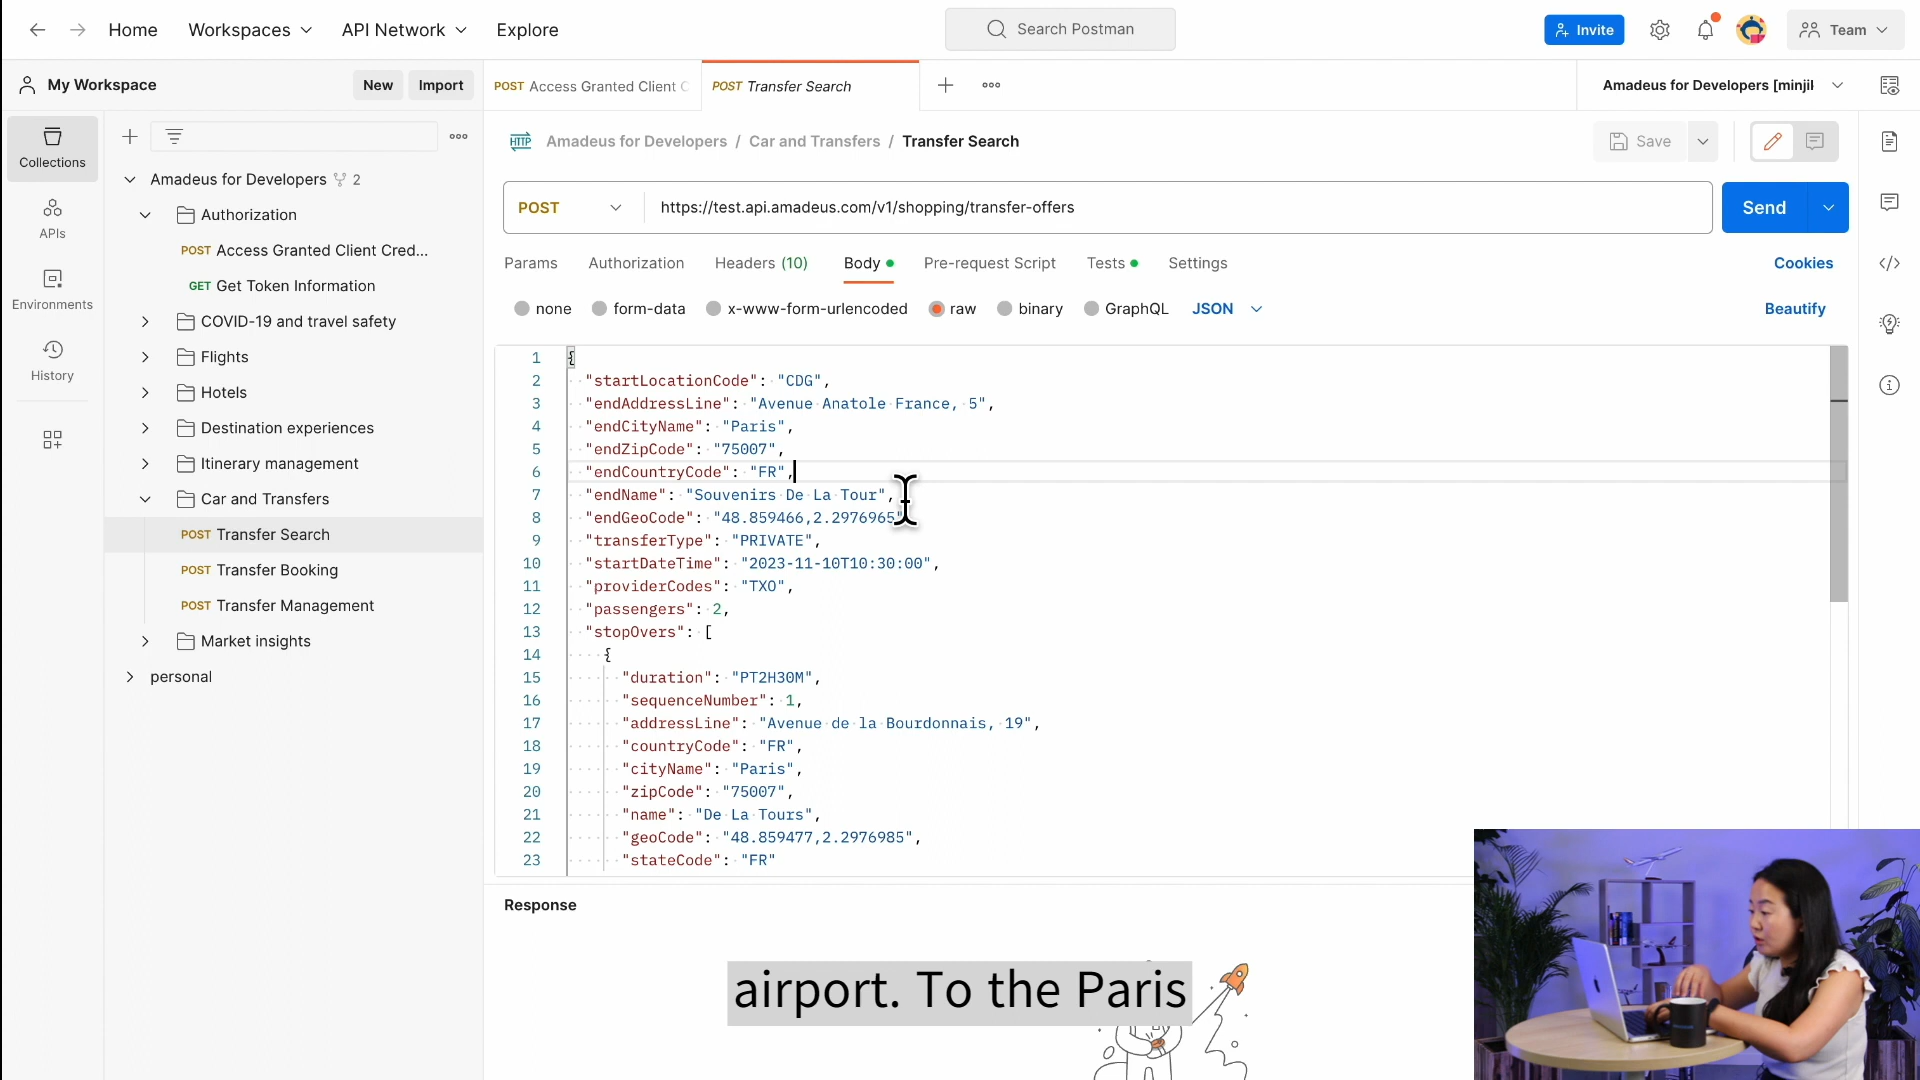 Home Workspaces API Network Explore Search Postman Invite Team
My Workspace New Import POST Access Granted Client C POST Transfer Search Amadeus for Developers [minjil
Collections
APIs
Environments
History
Amadeus for Developers 2
Authorization
POST Access Granted Client Cred...
GET Get Token Information
COVID-19 and travel safety
Flights
Hotels
Destination experiences
Itinerary management
Car and Transfers
POST Transfer Search
POST Transfer Booking
POST Transfer Management
Market insights
personal
HTTP Amadeus for Developers / Car and Transfers / Transfer Search Save
POST https://test.api.amadeus.com/v1/shopping/transfer-offers Send
Params Authorization Headers (10) Body Pre-request Script Tests Settings Cookies
none form-data x-www-form-urlencoded raw binary GraphQL JSON Beautify
1 {
2 "startLocationCode": "CDG",
3 "endAddressLine": "Avenue Anatole France, 5",
4 "endCityName": "Paris",
5 "endZipCode": "75007",
6 "endCountryCode": "FR",
7 "endName": "Souvenirs De La Tour",
8 "endGeoCode": "48.859466,2.2976965",
9 "transferType": "PRIVATE",
10 "startDateTime": "2023-11-10T10:30:00",
11 "providerCodes": "TXO",
12 "passengers": 2,
13 "stopOvers": [
14 {
15 "duration": "PT2H30M",
16 "sequenceNumber": 1,
17 "addressLine": "Avenue de la Bourdonnais, 19",
18 "countryCode": "FR",
19 "cityName": "Paris",
20 "zipCode": "75007",
21 "name": "De La Tours",
22 "geoCode": "48.859477,2.2976985",
23 "stateCode": "FR"
Response
airport. To the Paris